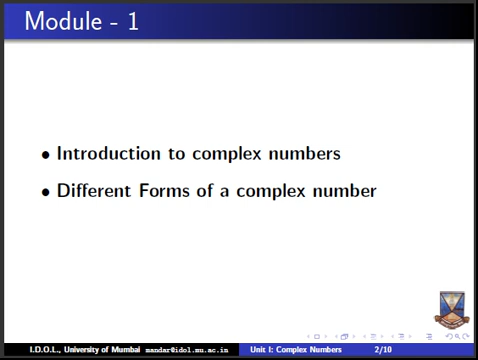 Module - 1
• Introduction to complex numbers
• Different Forms of a complex number
I.D.O.L., University of Mumbai mandar@idol.mu.ac.in Unit I: Complex Numbers 2/10